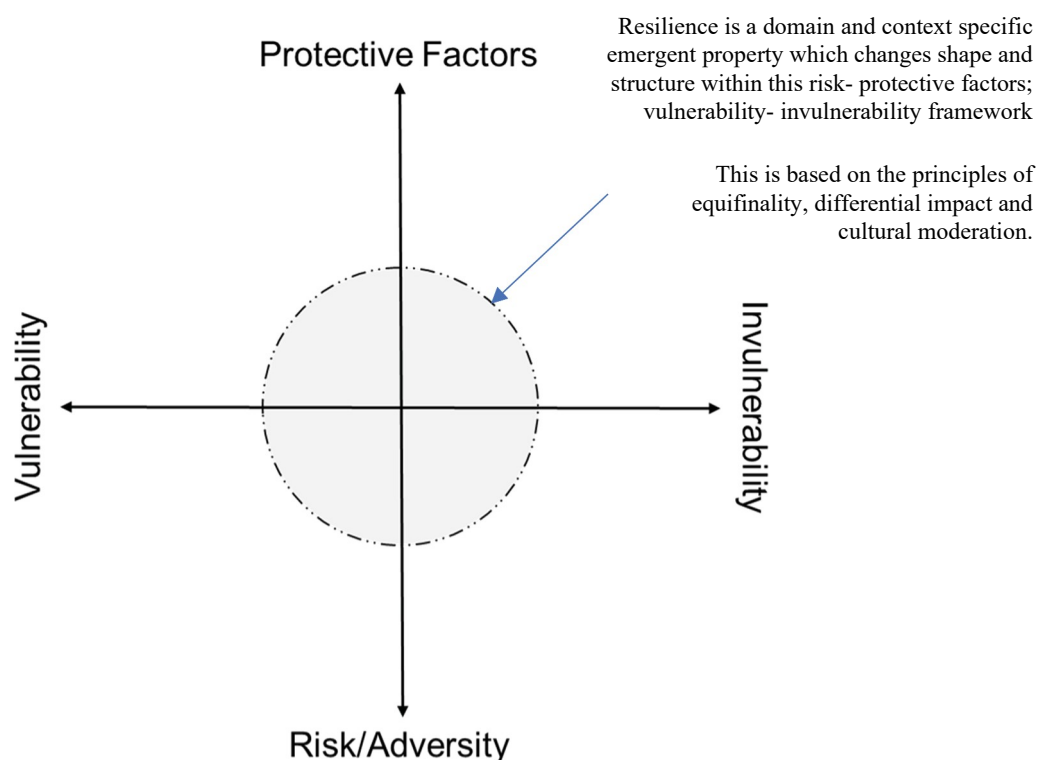 Protective Factors
Resilience is a domain and context specific
emergent property which changes shape and
structure within this risk- protective factors;
vulnerability- invulnerability framework
This is based on the principles of
equifinality, differential impact and
cultural moderation.
Vulnerability
Invulnerability
Risk/Adversity